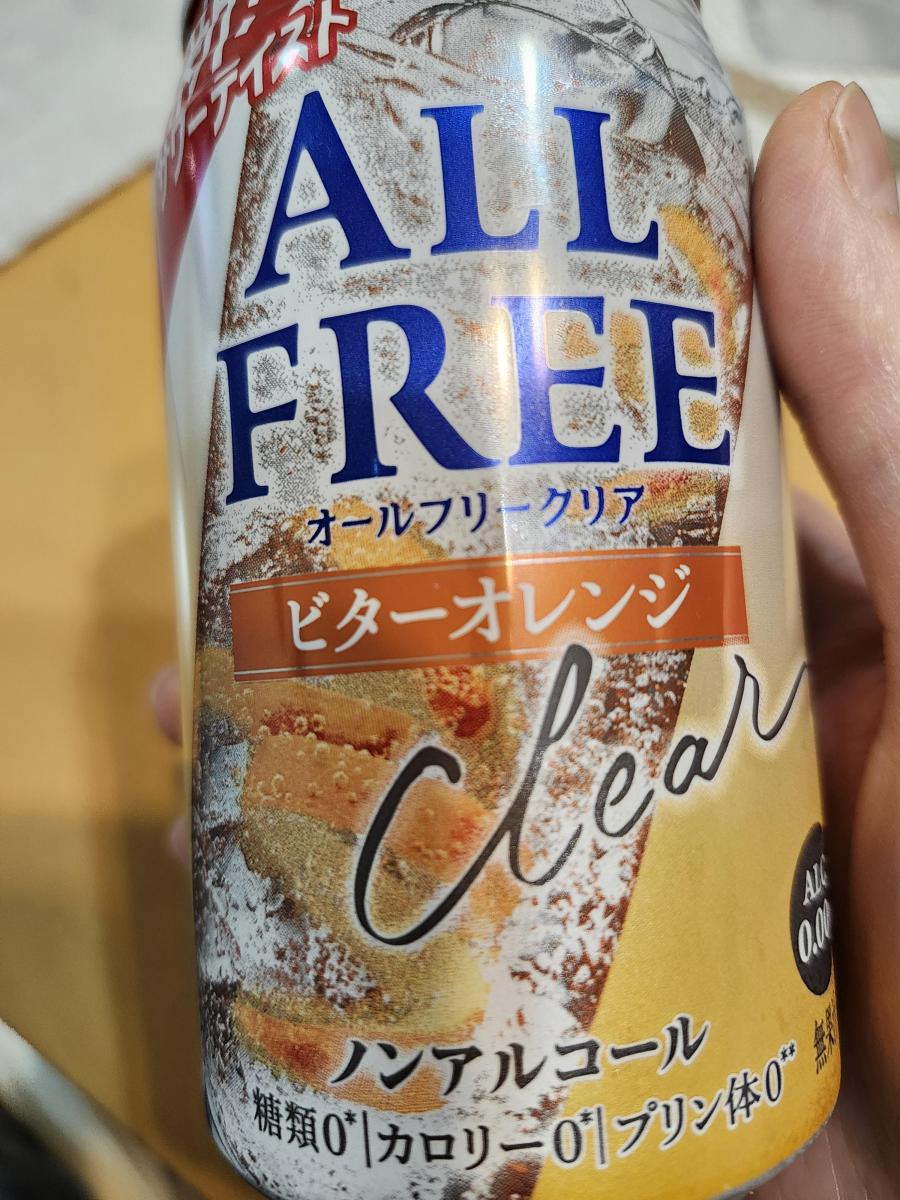 ALL
FREE
オールフリークリア
ビターオレンジ
Clear
ノンアルコール
糖類0*|カロリー0*|プリン体0**